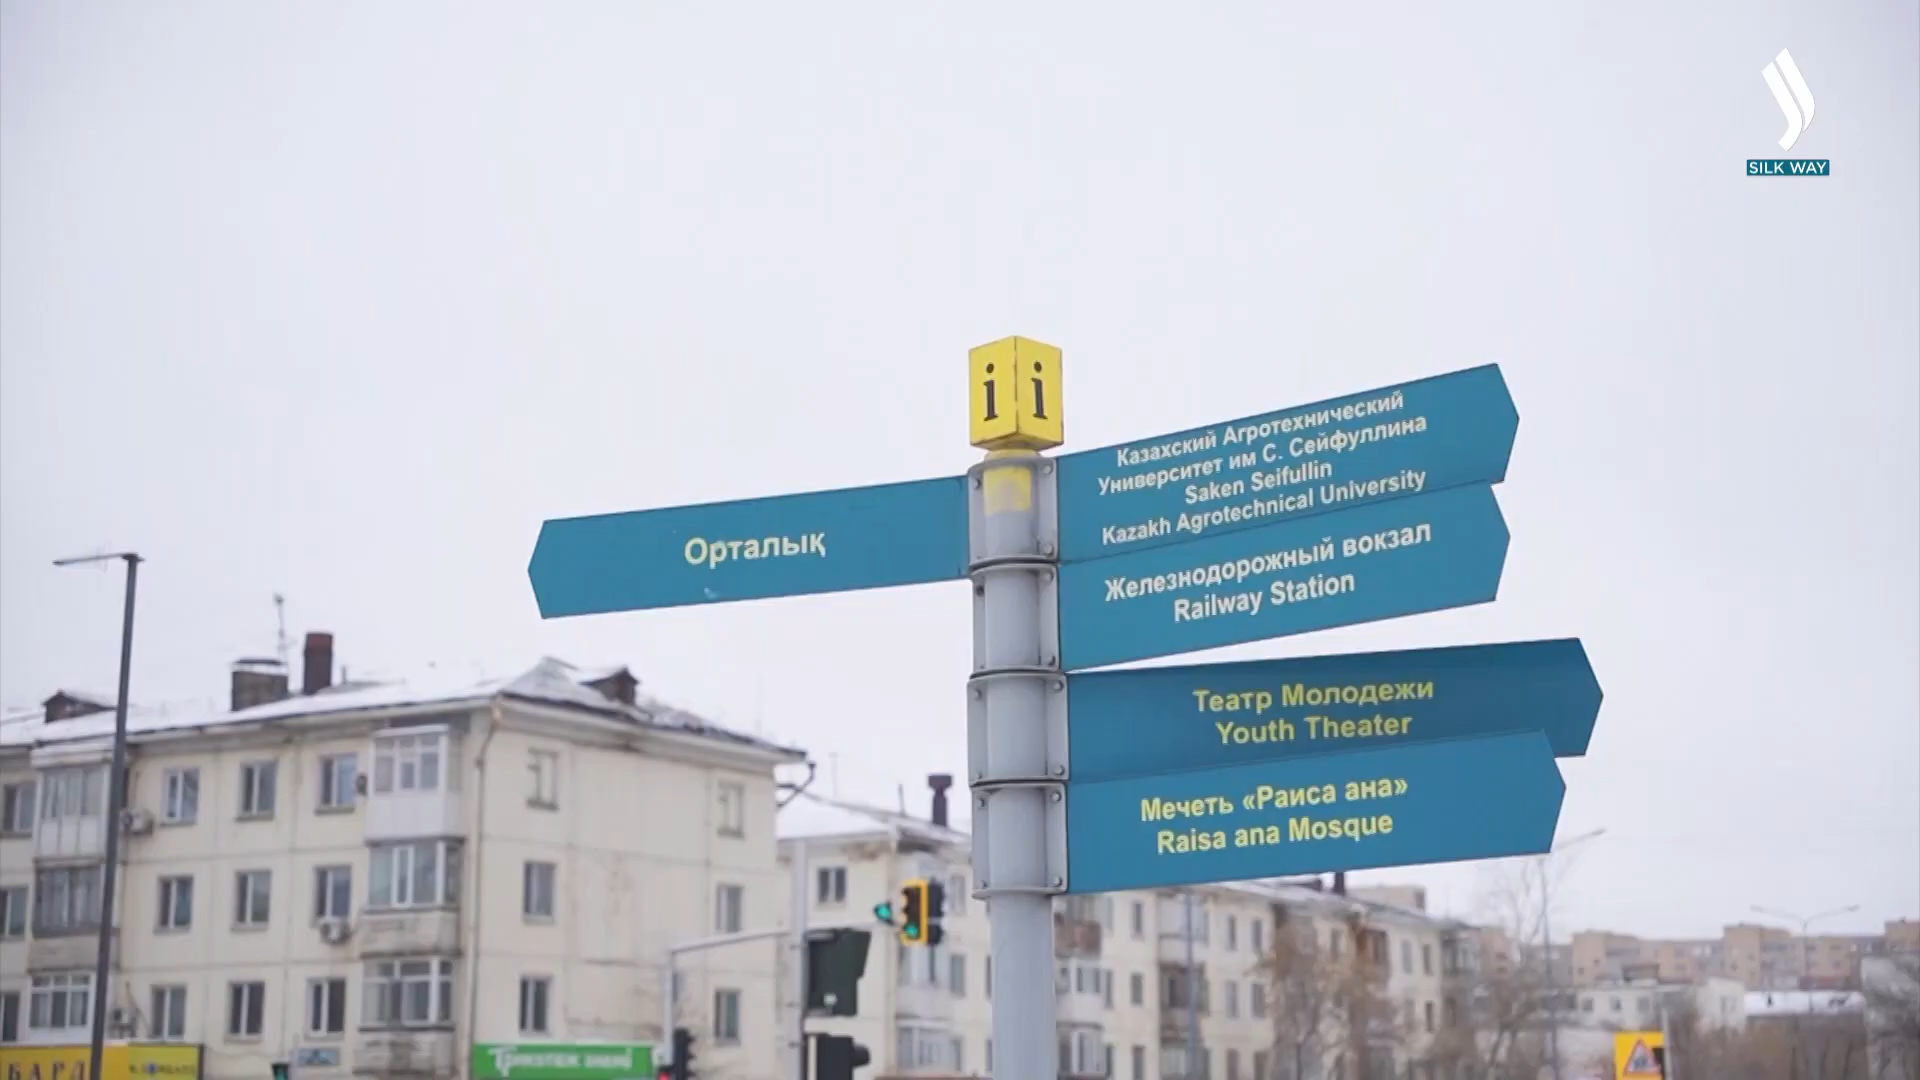 SILK WAY
i i
Орталық
Казахский Агротехнический
Университет им С. Сейфуллина
Saken Seifullin
Kazakh Agrotechnical University
Железнодорожный вокзал
Railway Station
Театр Молодежи
Youth Theater
Мечеть «Раиса ана»
Raisa ana Mosque
БАРД